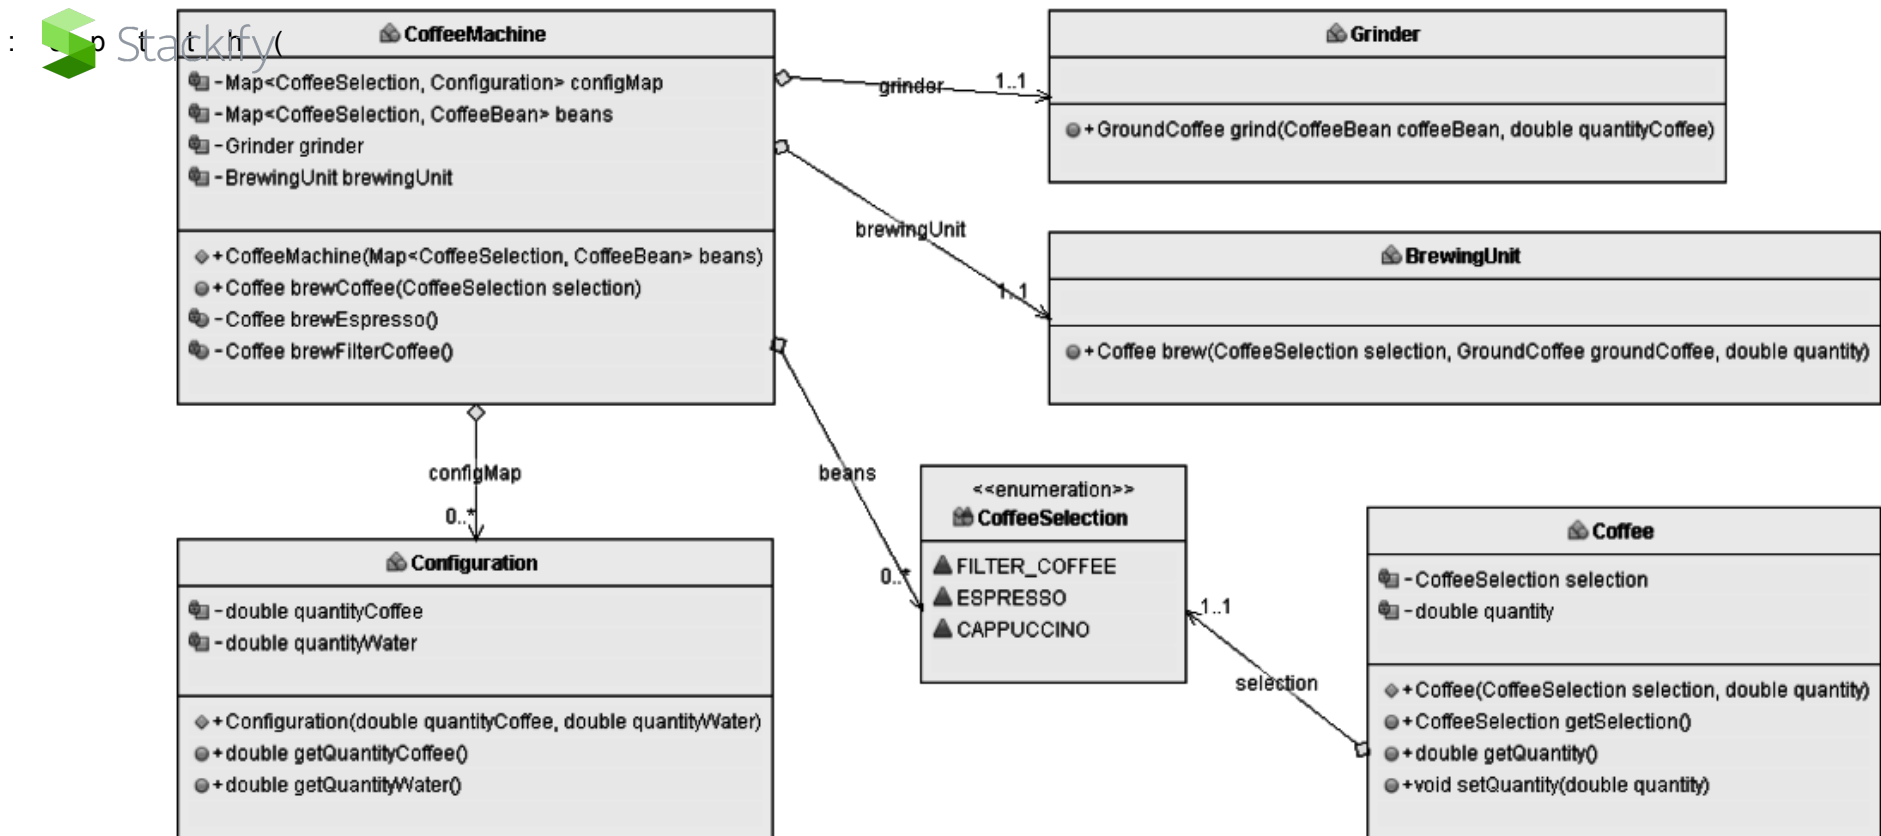 Stackify
CoffeeMachine
-Map<CoffeeSelection, Configuration> configMap
-Map<CoffeeSelection, CoffeeBean> beans
-Grinder grinder
-BrewingUnit brewingUnit
+CoffeeMachine(Map<CoffeeSelection, CoffeeBean> beans)
+Coffee brewCoffee(CoffeeSelection selection)
-Coffee brewEspresso()
-Coffee brewFilterCoffee()
grinder
1..1
Grinder
+GroundCoffee grind(CoffeeBean coffeeBean, double quantityCoffee)
brewingUnit
1..1
BrewingUnit
+Coffee brew(CoffeeSelection selection, GroundCoffee groundCoffee, double quantity)
configMap
0..*
beans
0..*
Configuration
-double quantityCoffee
-double quantityWater
+Configuration(double quantityCoffee, double quantityWater)
+double getQuantityCoffee()
+double getQuantityWater()
<<enumeration>>
CoffeeSelection
FILTER_COFFEE
ESPRESSO
CAPPUCCINO
1..1
selection
Coffee
-CoffeeSelection selection
-double quantity
+Coffee(CoffeeSelection selection, double quantity)
+CoffeeSelection getSelection()
+double getQuantity()
+void setQuantity(double quantity)